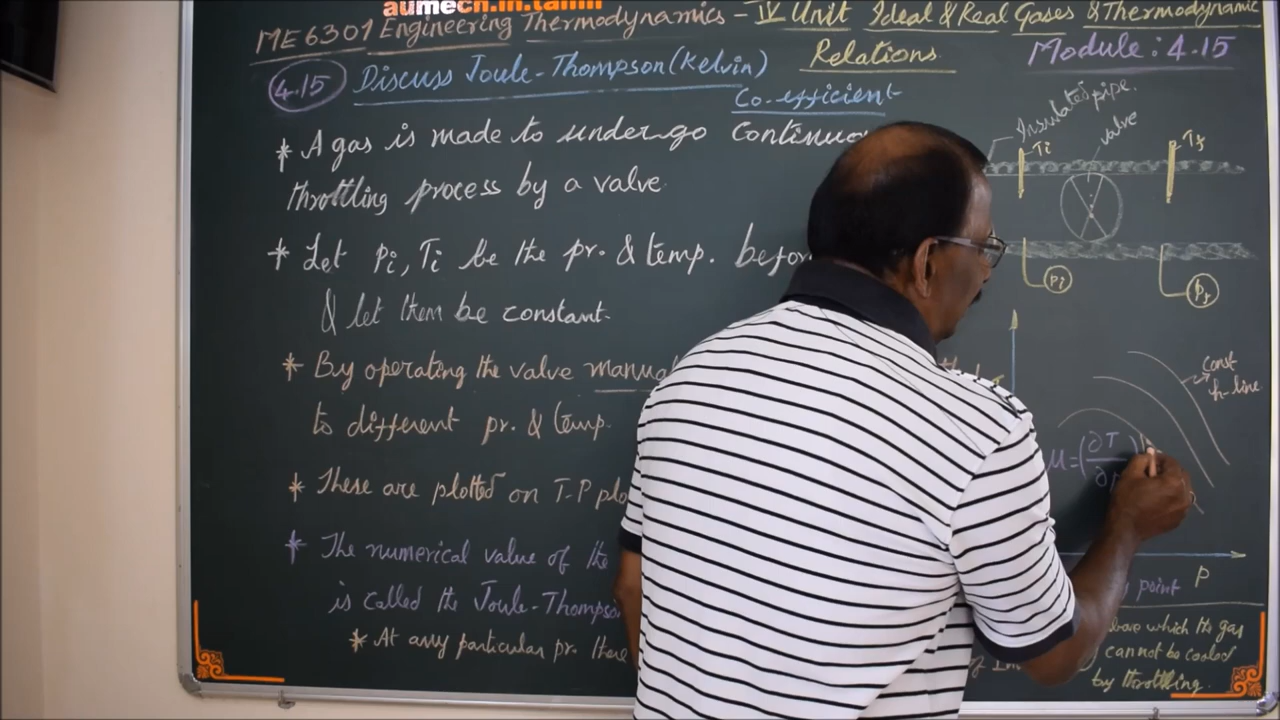 aumech.in.tamil
ME6301 Engineering Thermodynamics - IV Unit Ideal & Real Gases & Thermodynamic
Relations
Module: 4.15
4.15 Discuss Joule-Thompson (Kelvin)
Co-efficient
* A gas is made to undergo Continuo
throttling process by a valve.
* Let Pi, Ti be the pr. & temp. befor
& let them be constant.
* By operating the valve manua
to different pr. & temp.
* These are plotted on T-P plo
* The numerical value of the
is called the Joule-Thompso
* At any particular pr. there
Insulated pipe.
valve
Ti
Tf
Pi
Pf
Const
h-line
μ=(∂T
∂
point
P
above which the gas
cannot be cooled
by throttling.